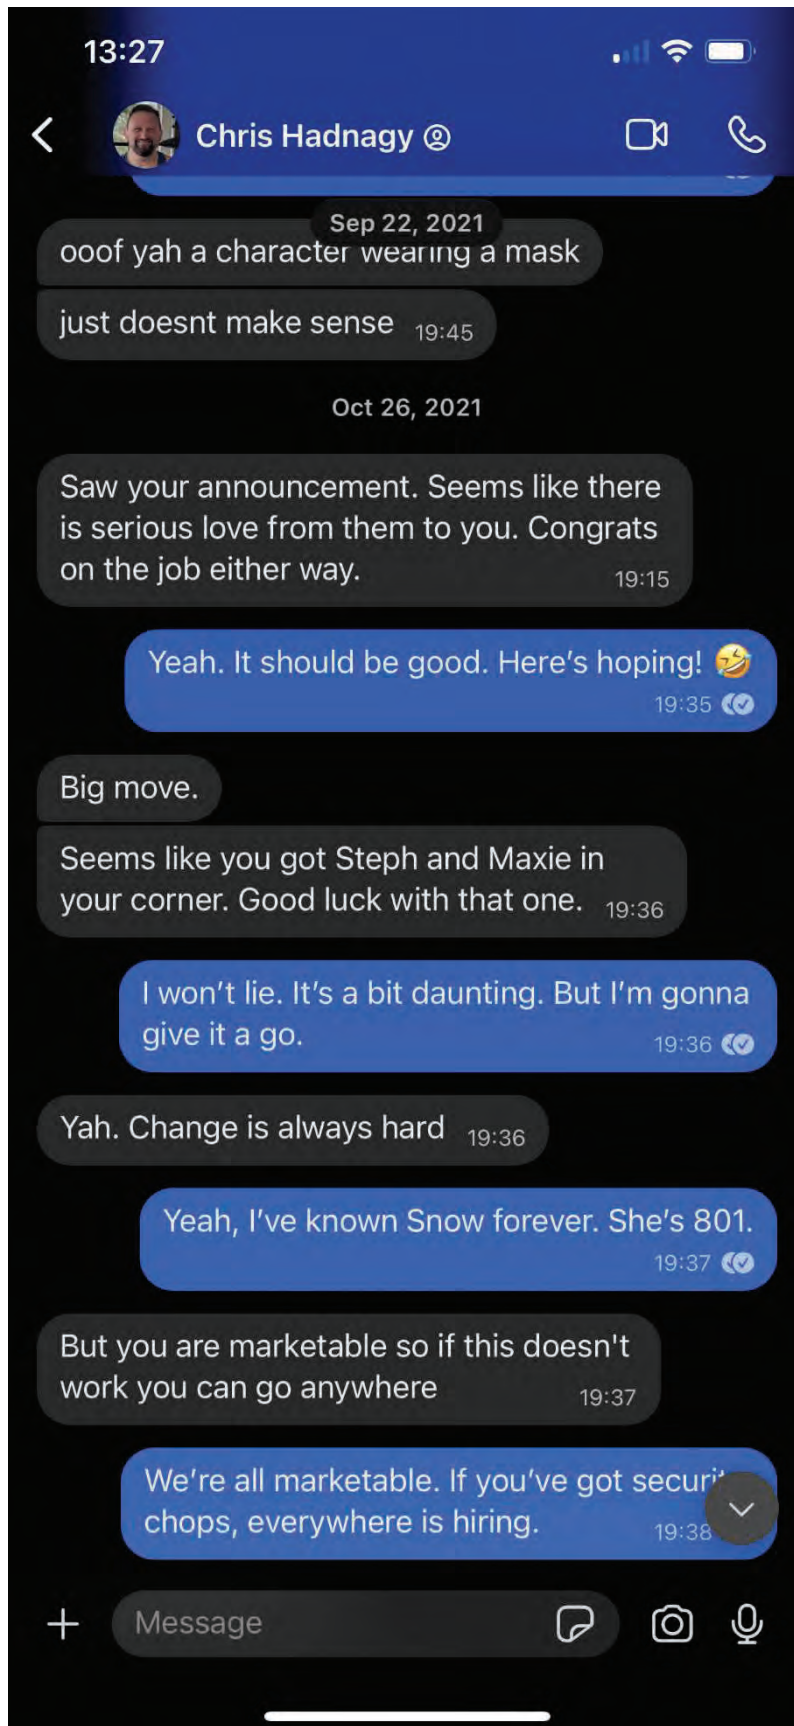 13:27
Chris Hadnagy
Sep 22, 2021
ooof yah a character wearing a mask
just doesnt make sense 19:45
Oct 26, 2021
Saw your announcement. Seems like there
is serious love from them to you. Congrats
on the job either way. 19:15
Yeah. It should be good. Here's hoping! 🤣
19:35
Big move.
Seems like you got Steph and Maxie in
your corner. Good luck with that one. 19:36
I won't lie. It's a bit daunting. But I'm gonna
give it a go. 19:36
Yah. Change is always hard 19:36
Yeah, I've known Snow forever. She's 801.
19:37
But you are marketable so if this doesn't
work you can go anywhere 19:37
We're all marketable. If you've got
chops, everywhere is hiring. 19:38
Message